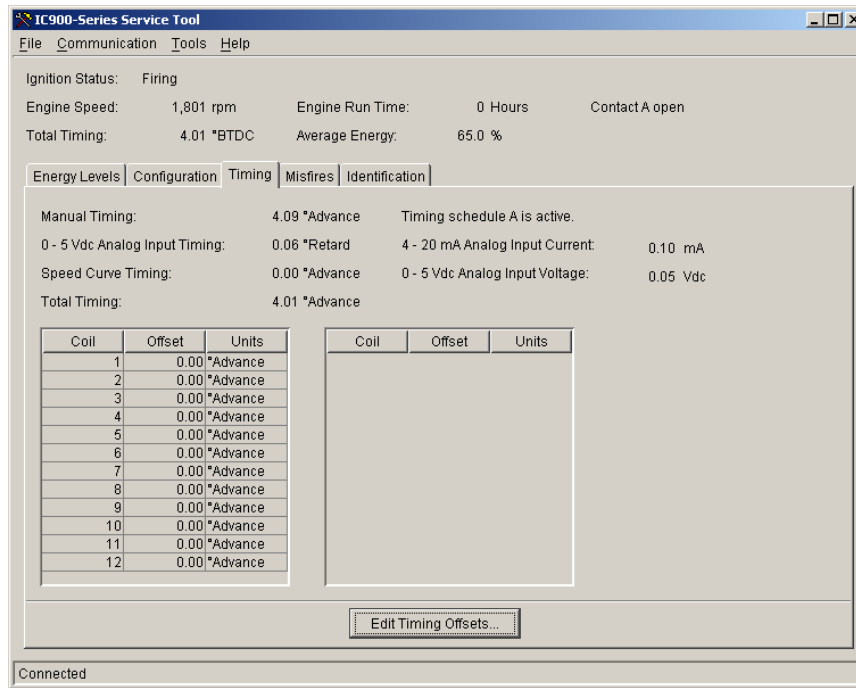 IC900-Series Service Tool
File Communication Tools Help
Ignition Status: Firing
Engine Speed: 1,801 rpm Engine Run Time: 0 Hours Contact A open
Total Timing: 4.01 °BTDC Average Energy: 65.0 %
Energy Levels Configuration Timing Misfires Identification
Manual Timing: 4.09 °Advance Timing schedule A is active.
0 - 5 Vdc Analog Input Timing: 0.06 °Retard 4 - 20 mA Analog Input Current: 0.10 mA
Speed Curve Timing: 0.00 °Advance 0 - 5 Vdc Analog Input Voltage: 0.05 Vdc
Total Timing: 4.01 °Advance
Coil Offset Units Coil Offset Units
1 0.00 °Advance
2 0.00 °Advance
3 0.00 °Advance
4 0.00 °Advance
5 0.00 °Advance
6 0.00 °Advance
7 0.00 °Advance
8 0.00 °Advance
9 0.00 °Advance
10 0.00 °Advance
11 0.00 °Advance
12 0.00 °Advance
Edit Timing Offsets...
Connected